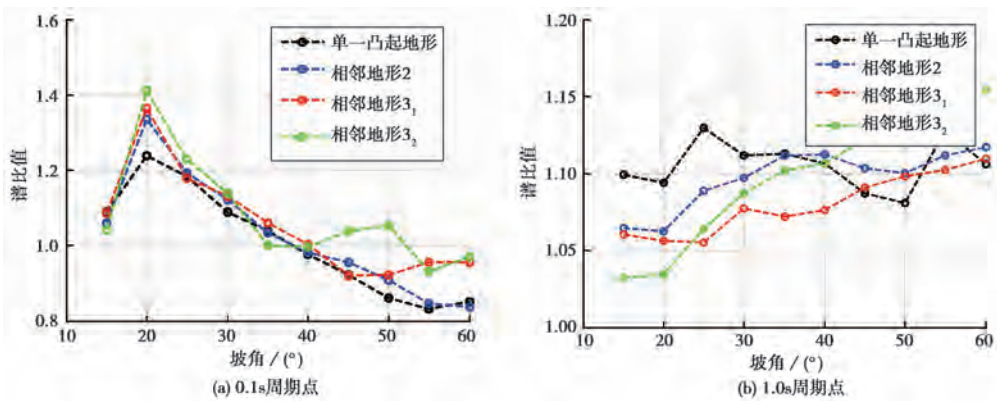 1.6
1.4
1.2
1.0
0.8
谱比值
10
20
30
40
50
60
坡角 / (°)
单一凸起地形
相邻地形2
相邻地形3₁
相邻地形3₂
(a) 0.1s周期点
1.20
1.15
1.10
1.05
1.00
谱比值
10
20
30
40
50
60
坡角 / (°)
单一凸起地形
相邻地形2
相邻地形3₁
相邻地形3₂
(b) 1.0s周期点